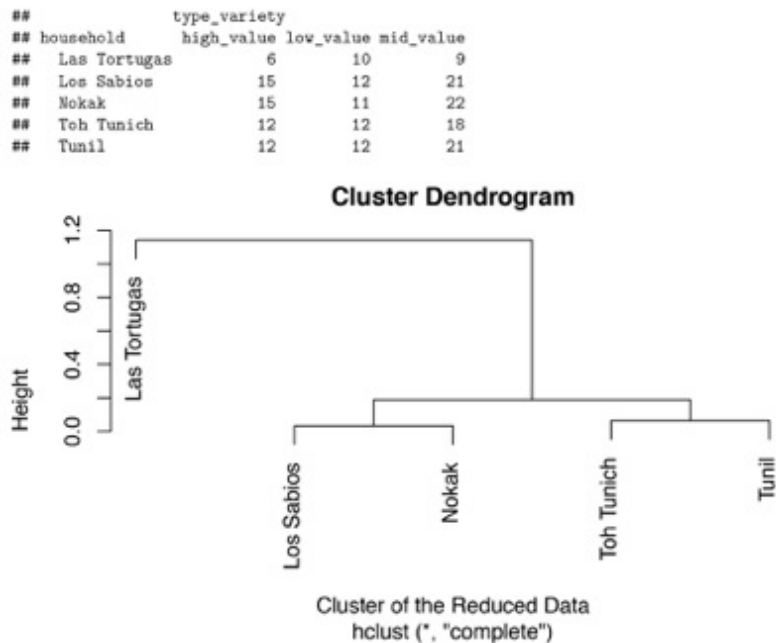 ##              type_variety
## household     high_value low_value mid_value
##   Las Tortugas         6        10         9
##   Los Sabios          15        12        21
##   Nokak               15        11        22
##   Toh Tunich          12        12        18
##   Tunil               12        12        21
Cluster Dendrogram
1.2
0.8
0.4
0.0
Height
Las Tortugas
Los Sabios
Nokak
Toh Tunich
Tunil
Cluster of the Reduced Data
hclust (*, "complete")